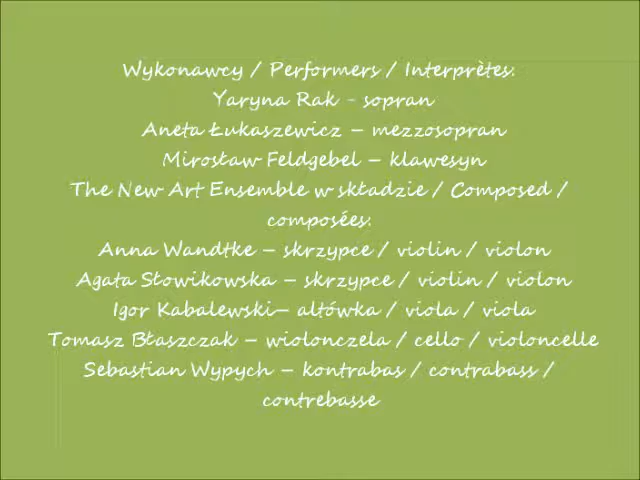 Wykonawcy / Performers / Interprètes:
Yaryna Rak - sopran
Aneta Łukaszewicz – mezzosopran
Mirosław Feldgebel – klawesyn
The New Art Ensemble w składzie / Composed /
composées:
Anna Wandtke – skrzypce / violin / violon
Agata Słowikowska – skrzypce / violin / violon
Igor Kabalewski– altówka / viola / viola
Tomasz Błaszczak – wiolonczela / cello / violoncelle
Sebastian Wypych – kontrabas / contrabass /
contrebasse